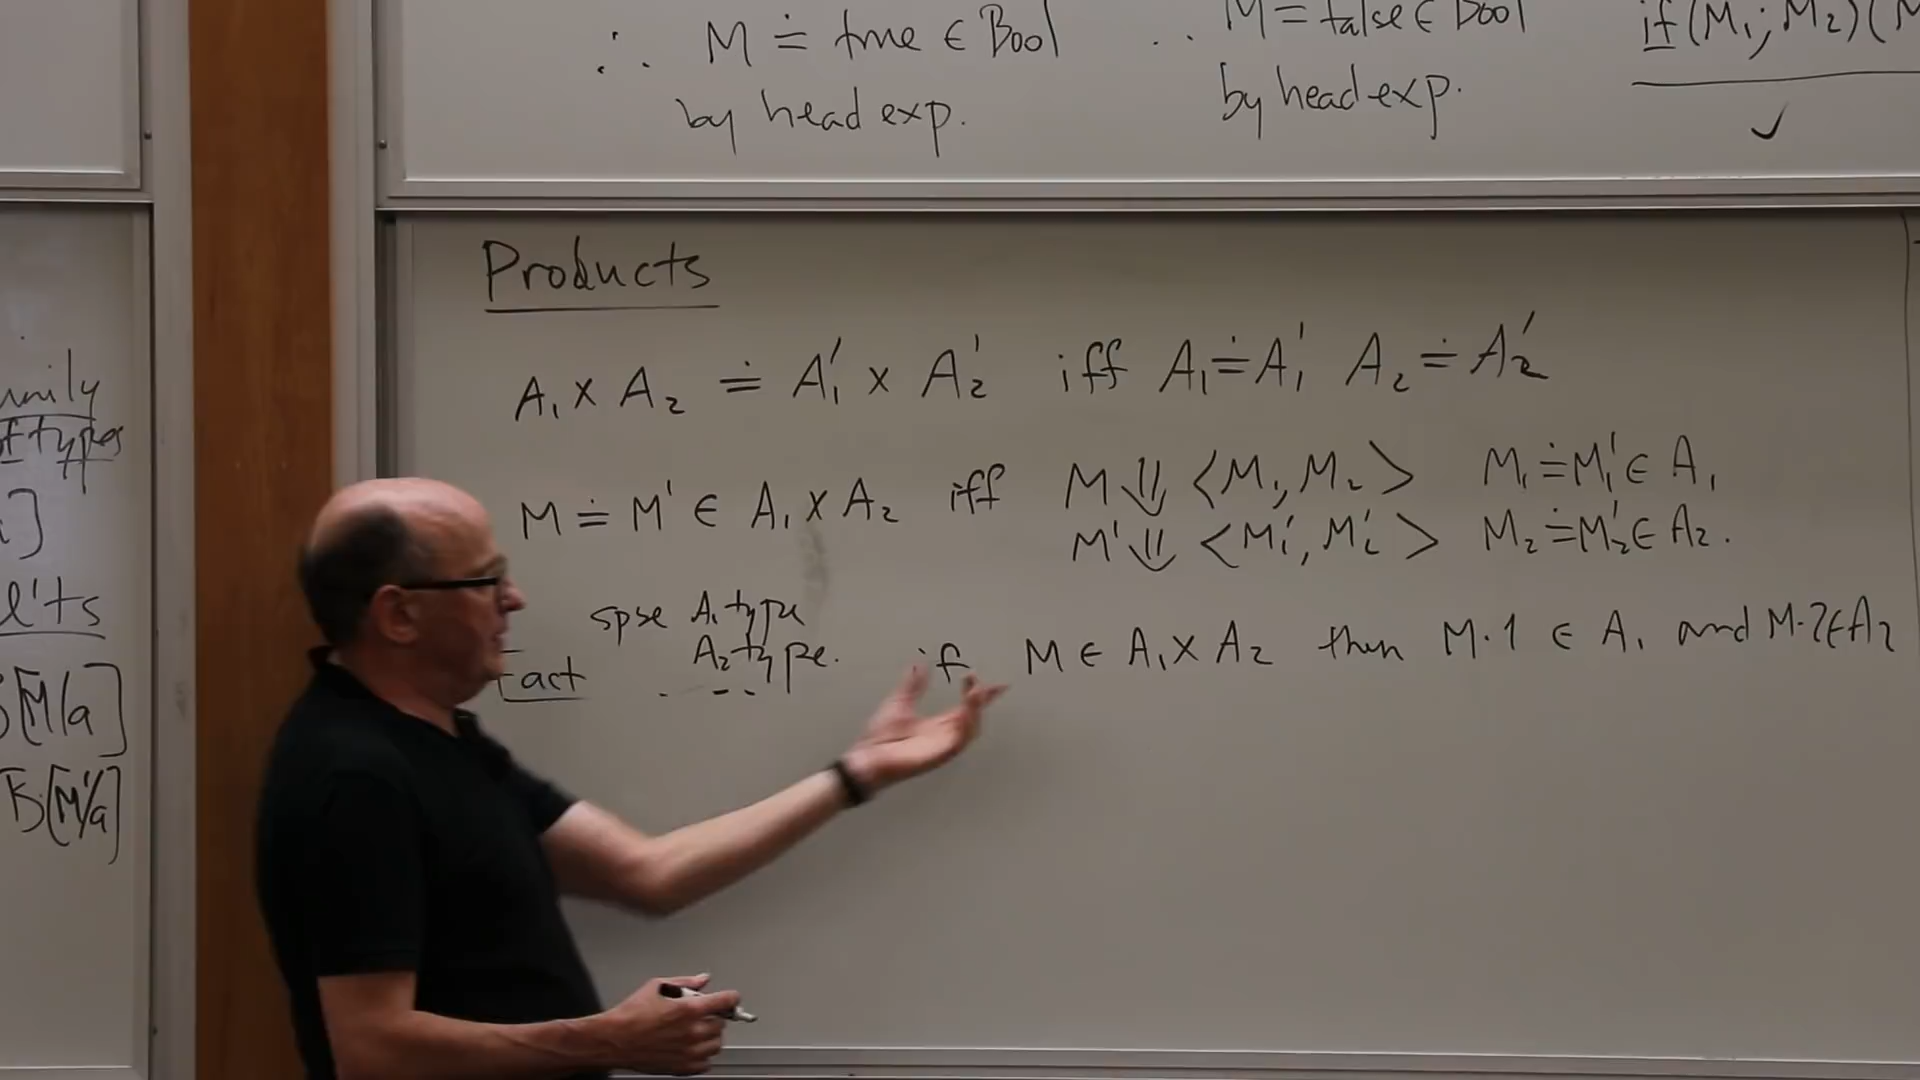 ∴ M ≐ true ∈ Bool
by head exp.
∴ M = false ∈ Bool
by head exp.
if (M₁; M₂)(M
✓
of types
]
el'ts
B[M/a]
B[M'/a]
Products
A₁ × A₂ ≐ A₁' × A₂' iff A₁ ≐ A₁' A₂ ≐ A₂'
M ≐ M' ∈ A₁ × A₂ iff M ⇓ <M₁, M₂> M₁ ≐ M₁' ∈ A₁
M' ⇓ <M₁', M₂'> M₂ ≐ M₂' ∈ A₂.
spse A₁ type
A₂ type.
Fact if M ∈ A₁ × A₂ then M·1 ∈ A₁ and M·2 ∈ A₂